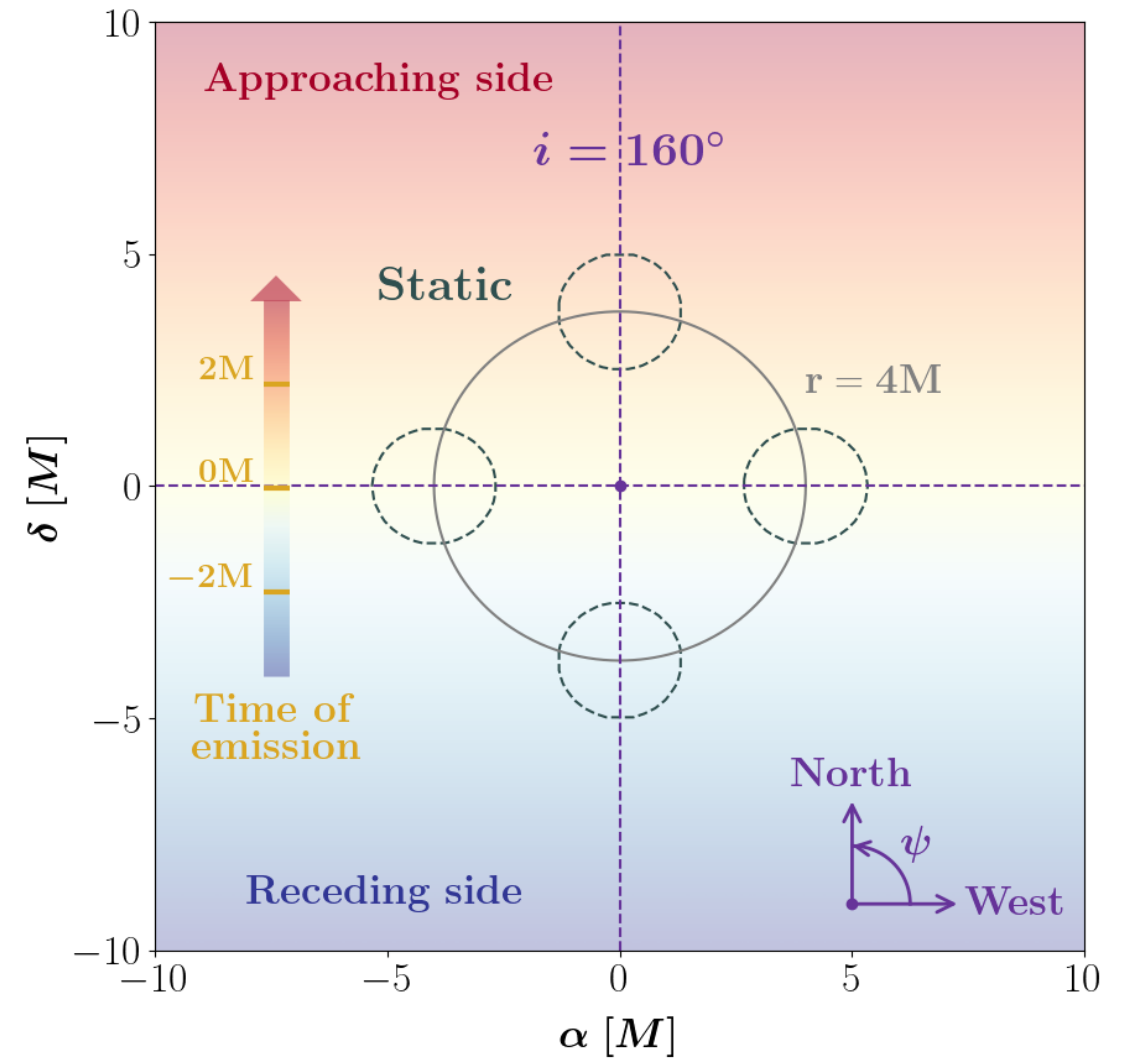 10
Approaching side
i = 160°
5
Static
2M
r = 4M
0M
0
δ [M]
−2M
−5
Time of
emission
North
ψ
Receding side
West
−10
−10
−5
0
5
10
α [M]